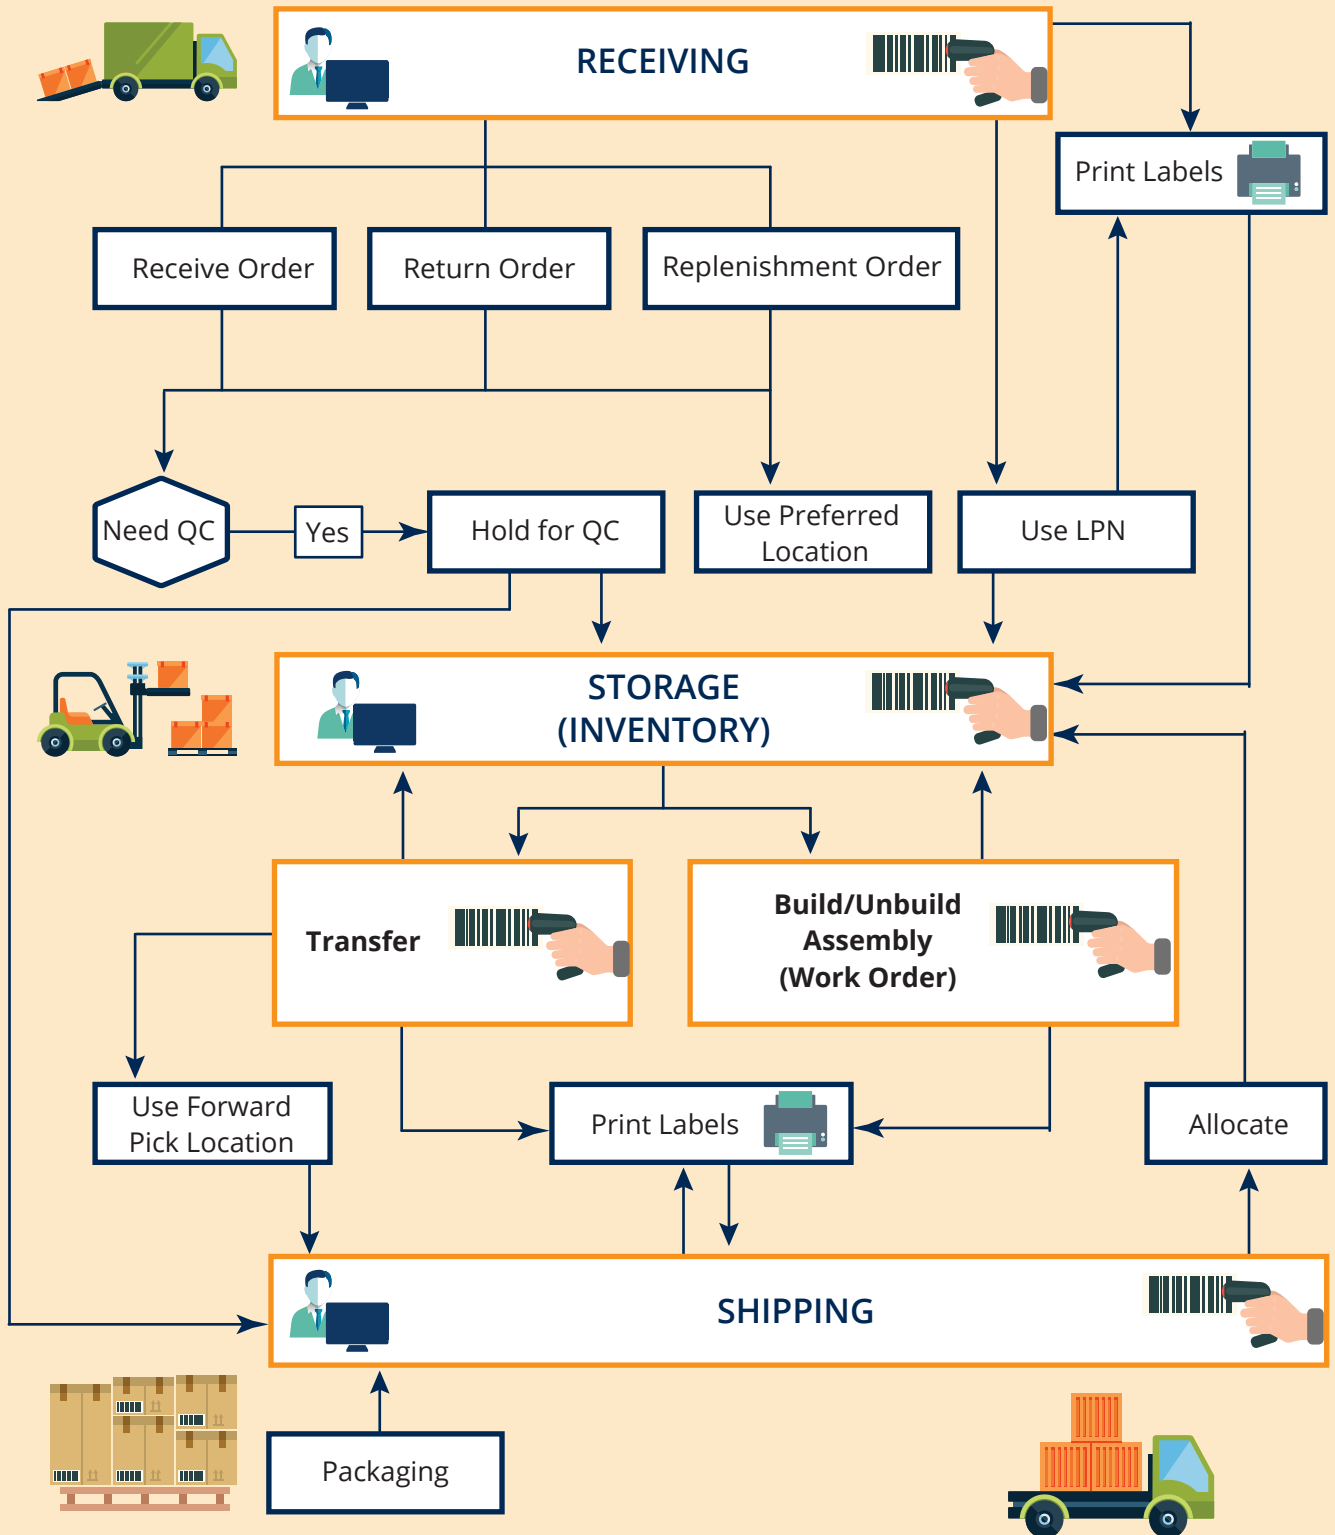 RECEIVING
Print Labels
Receive Order
Return Order
Replenishment Order
Need QC
Yes
Hold for QC
Use Preferred
Location
Use LPN
STORAGE
(INVENTORY)
Transfer
Build/Unbuild
Assembly
(Work Order)
Use Forward
Pick Location
Print Labels
Allocate
SHIPPING
Packaging